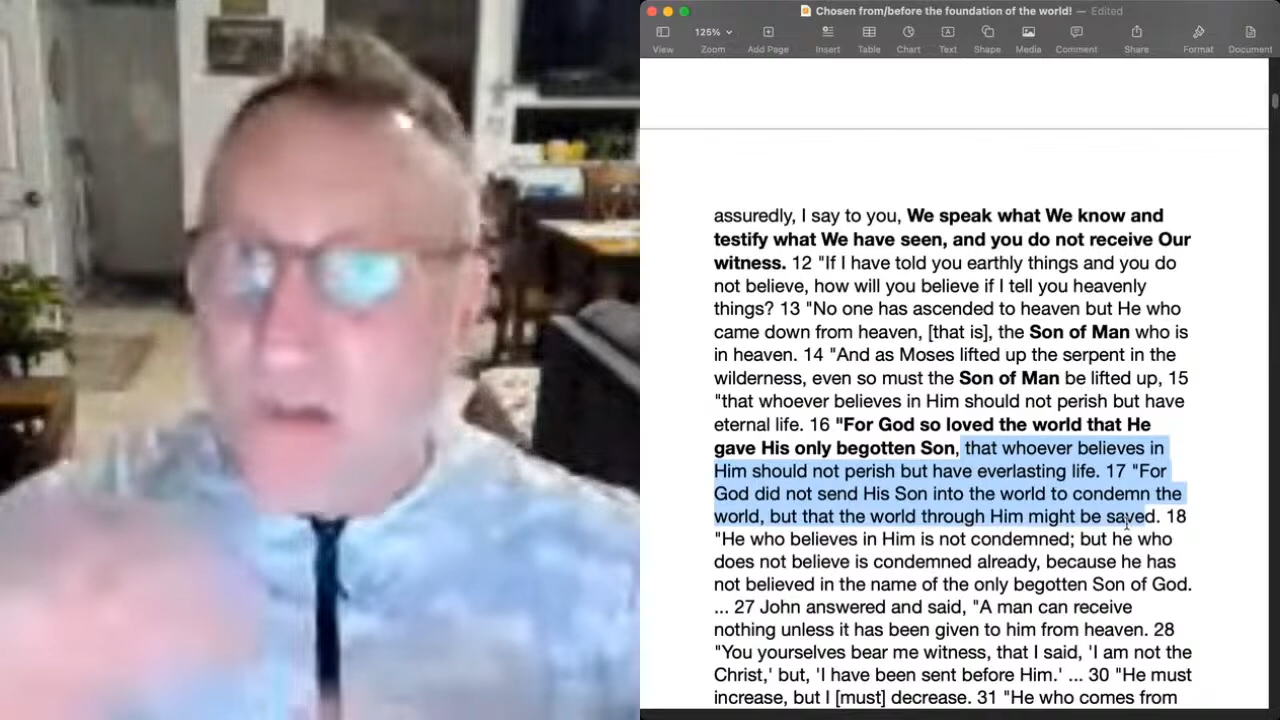 Chosen from/before the foundation of the world! — Edited
125%
View Zoom Add Page Insert Table Chart Text Shape Media Comment Share Format Document
assuredly, I say to you, We speak what We know and
testify what We have seen, and you do not receive Our
witness. 12 "If I have told you earthly things and you do
not believe, how will you believe if I tell you heavenly
things? 13 "No one has ascended to heaven but He who
came down from heaven, [that is], the Son of Man who is
in heaven. 14 "And as Moses lifted up the serpent in the
wilderness, even so must the Son of Man be lifted up, 15
"that whoever believes in Him should not perish but have
eternal life. 16 "For God so loved the world that He
gave His only begotten Son, that whoever believes in
Him should not perish but have everlasting life. 17 "For
God did not send His Son into the world to condemn the
world, but that the world through Him might be saved. 18
"He who believes in Him is not condemned; but he who
does not believe is condemned already, because he has
not believed in the name of the only begotten Son of God.
... 27 John answered and said, "A man can receive
nothing unless it has been given to him from heaven. 28
"You yourselves bear me witness, that I said, 'I am not the
Christ,' but, 'I have been sent before Him.' ... 30 "He must
increase, but I [must] decrease. 31 "He who comes from